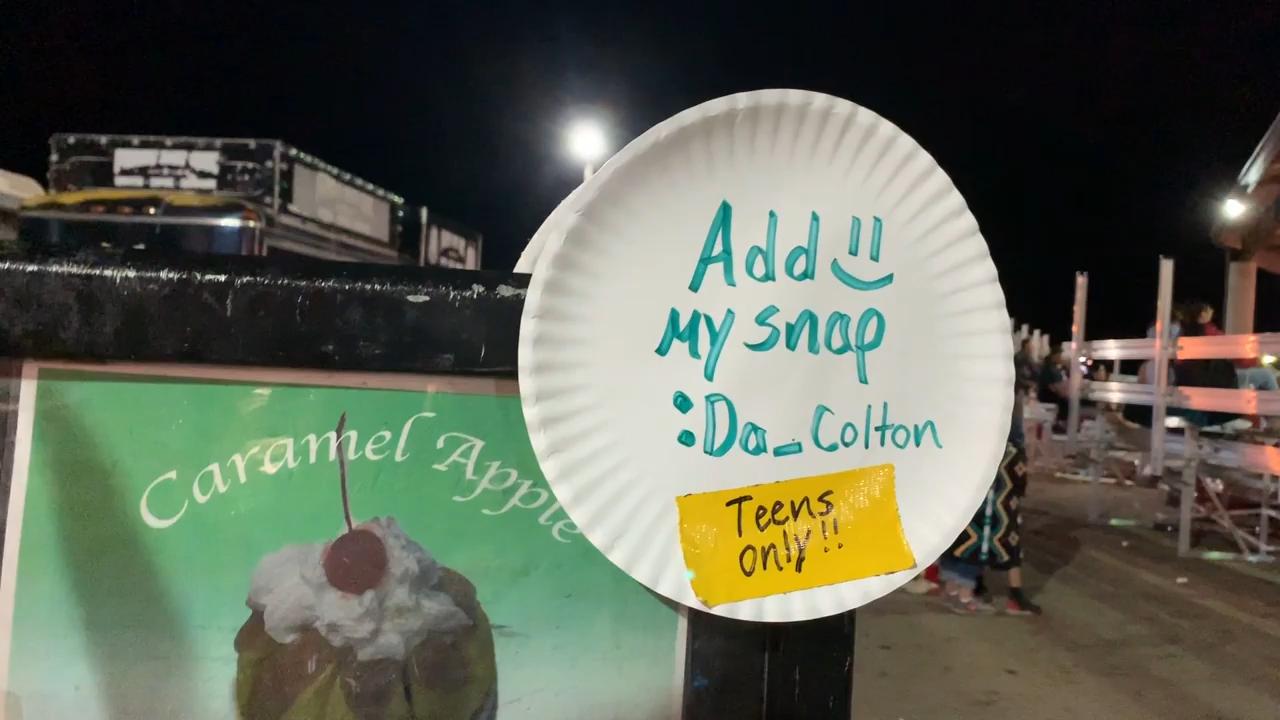 Add
My snap
:Da_Colton
Teens
only!!
Caramel Apple